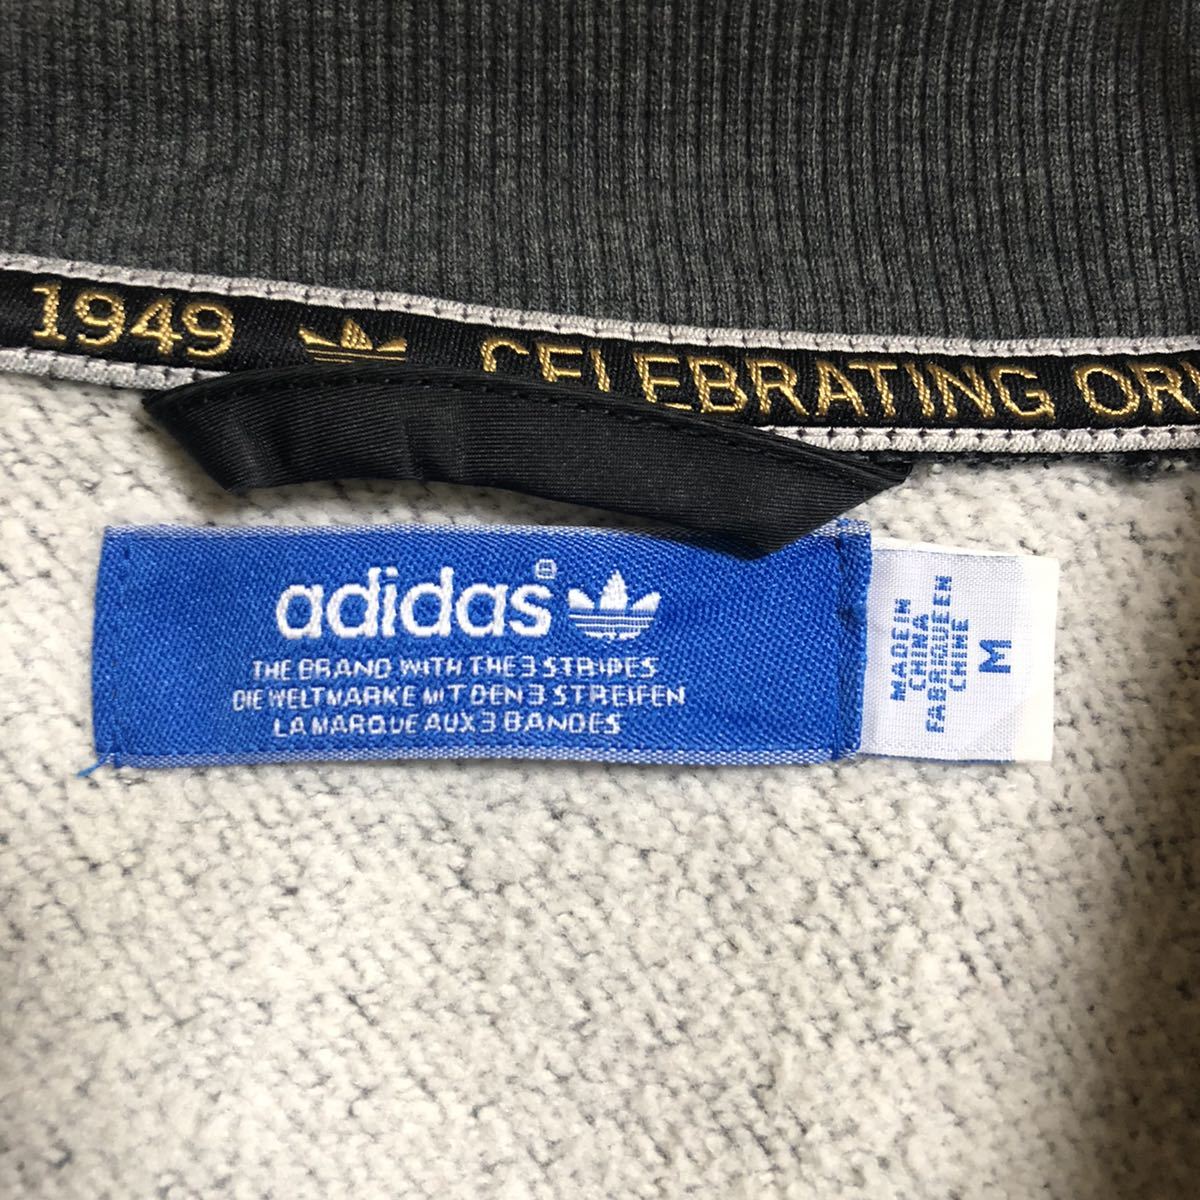 1949 CELEBRATING ORI
adidas®
THE BRAND WITH THE 3 STRIPES
DIE WELTMARKE MIT DEN 3 STREIFEN
LA MARQUE AUX 3 BANDES
MADE IN
CHINA
FABRIQUE EN
CHINE
M